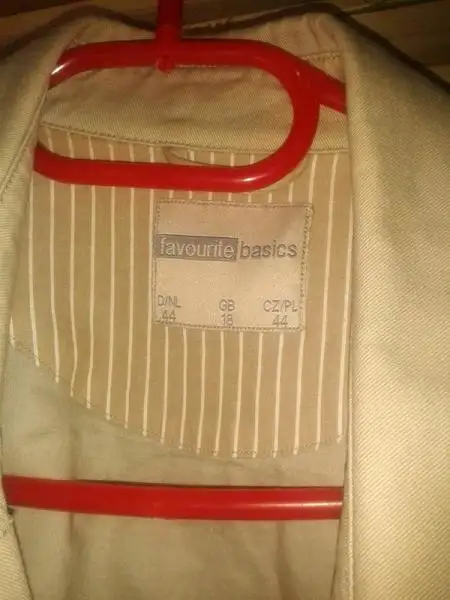 favourite basics
D/NL GB CZ/PL
44 18 44